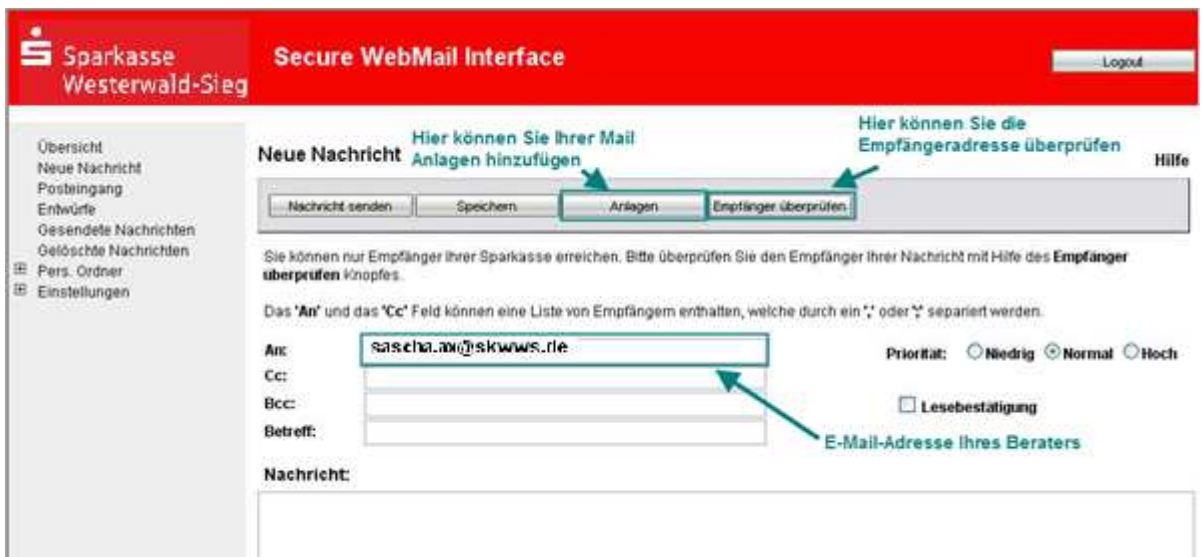 Sparkasse
Westerwald-Sieg
Secure WebMail Interface
Logout
Übersicht
Neue Nachricht
Posteingang
Entwürfe
Gesendete Nachrichten
Gelöschte Nachrichten
Pers. Ordner
Einstellungen
Neue Nachricht
Hier können Sie Ihrer Mail
Anlagen hinzufügen
Hier können Sie die
Empfängeradresse überprüfen
Hilfe
Nachricht senden
Speichern
Anlagen
Empfänger überprüfen
Sie können nur Empfänger Ihrer Sparkasse erreichen. Bitte überprüfen Sie den Empfänger Ihrer Nachricht mit Hilfe des Empfänger
überprüfen Knopfes.
Das 'An' und das 'Cc' Feld können eine Liste von Empfängern enthalten, welche durch ein ',' oder ';' separiert werden.
An: sascha.ax@skwws.de
Priorität: Niedrig Normal Hoch
Cc:
Bcc:
Lesebestätigung
Betreff:
E-Mail-Adresse Ihres Beraters
Nachricht: